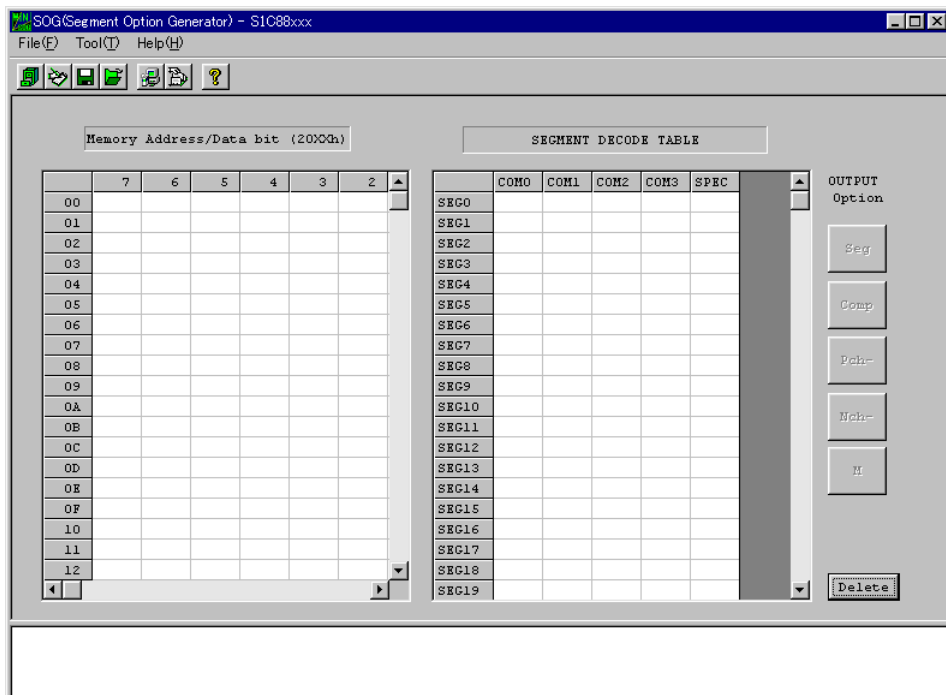 SOG(Segment Option Generator) - S1C88xxx
File(F) Tool(T) Help(H)
Memory Address/Data bit (20XXh)
SEGMENT DECODE TABLE
7 6 5 4 3 2
COM0 COM1 COM2 COM3 SPEC
OUTPUT
Option
00
01
02
03
04
05
06
07
08
09
0A
0B
0C
0D
0E
0F
10
11
12
SEG0
SEG1
SEG2
SEG3
SEG4
SEG5
SEG6
SEG7
SEG8
SEG9
SEG10
SEG11
SEG12
SEG13
SEG14
SEG15
SEG16
SEG17
SEG18
SEG19
Seg
Comp
Pch-
Nch-
M
Delete